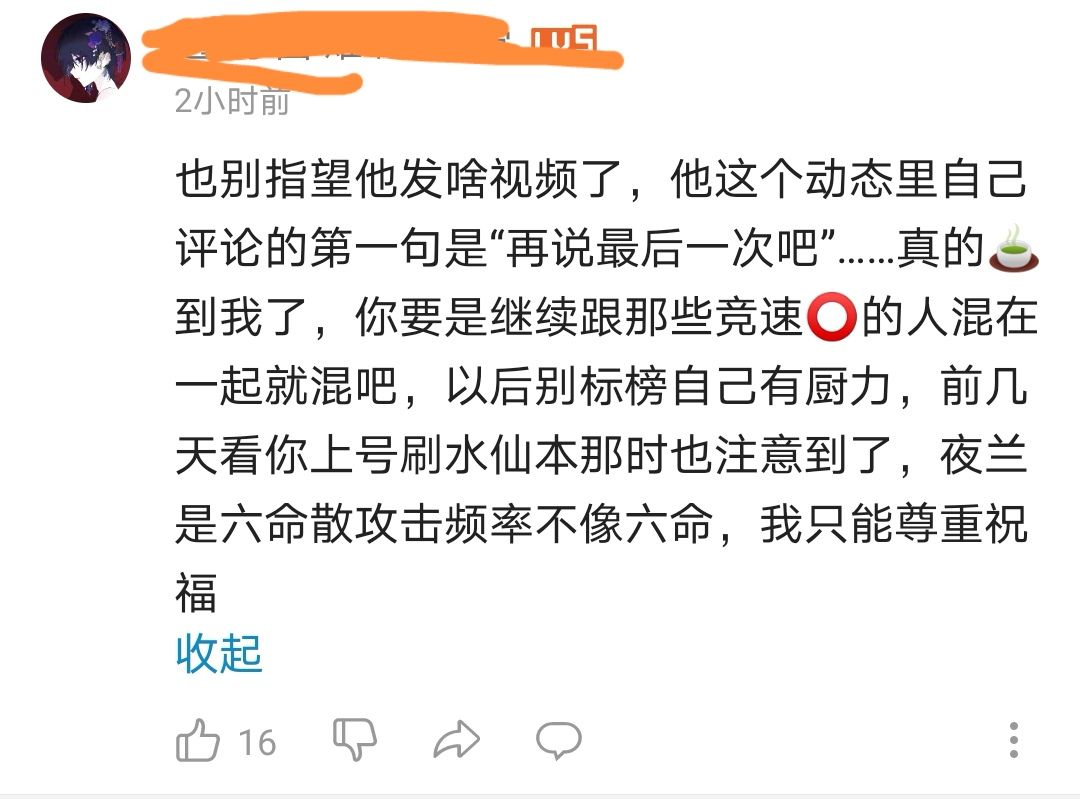 LV5
2小时前
也别指望他发啥视频了，他这个动态里自己
评论的第一句是“再说最后一次吧”……真的🍵
到我了，你要是继续跟那些竞速⭕的人混在
一起就混吧，以后别标榜自己有厨力，前几
天看你上号刷水仙本那时也注意到了，夜兰
是六命散攻击频率不像六命，我只能尊重祝
福
收起
16